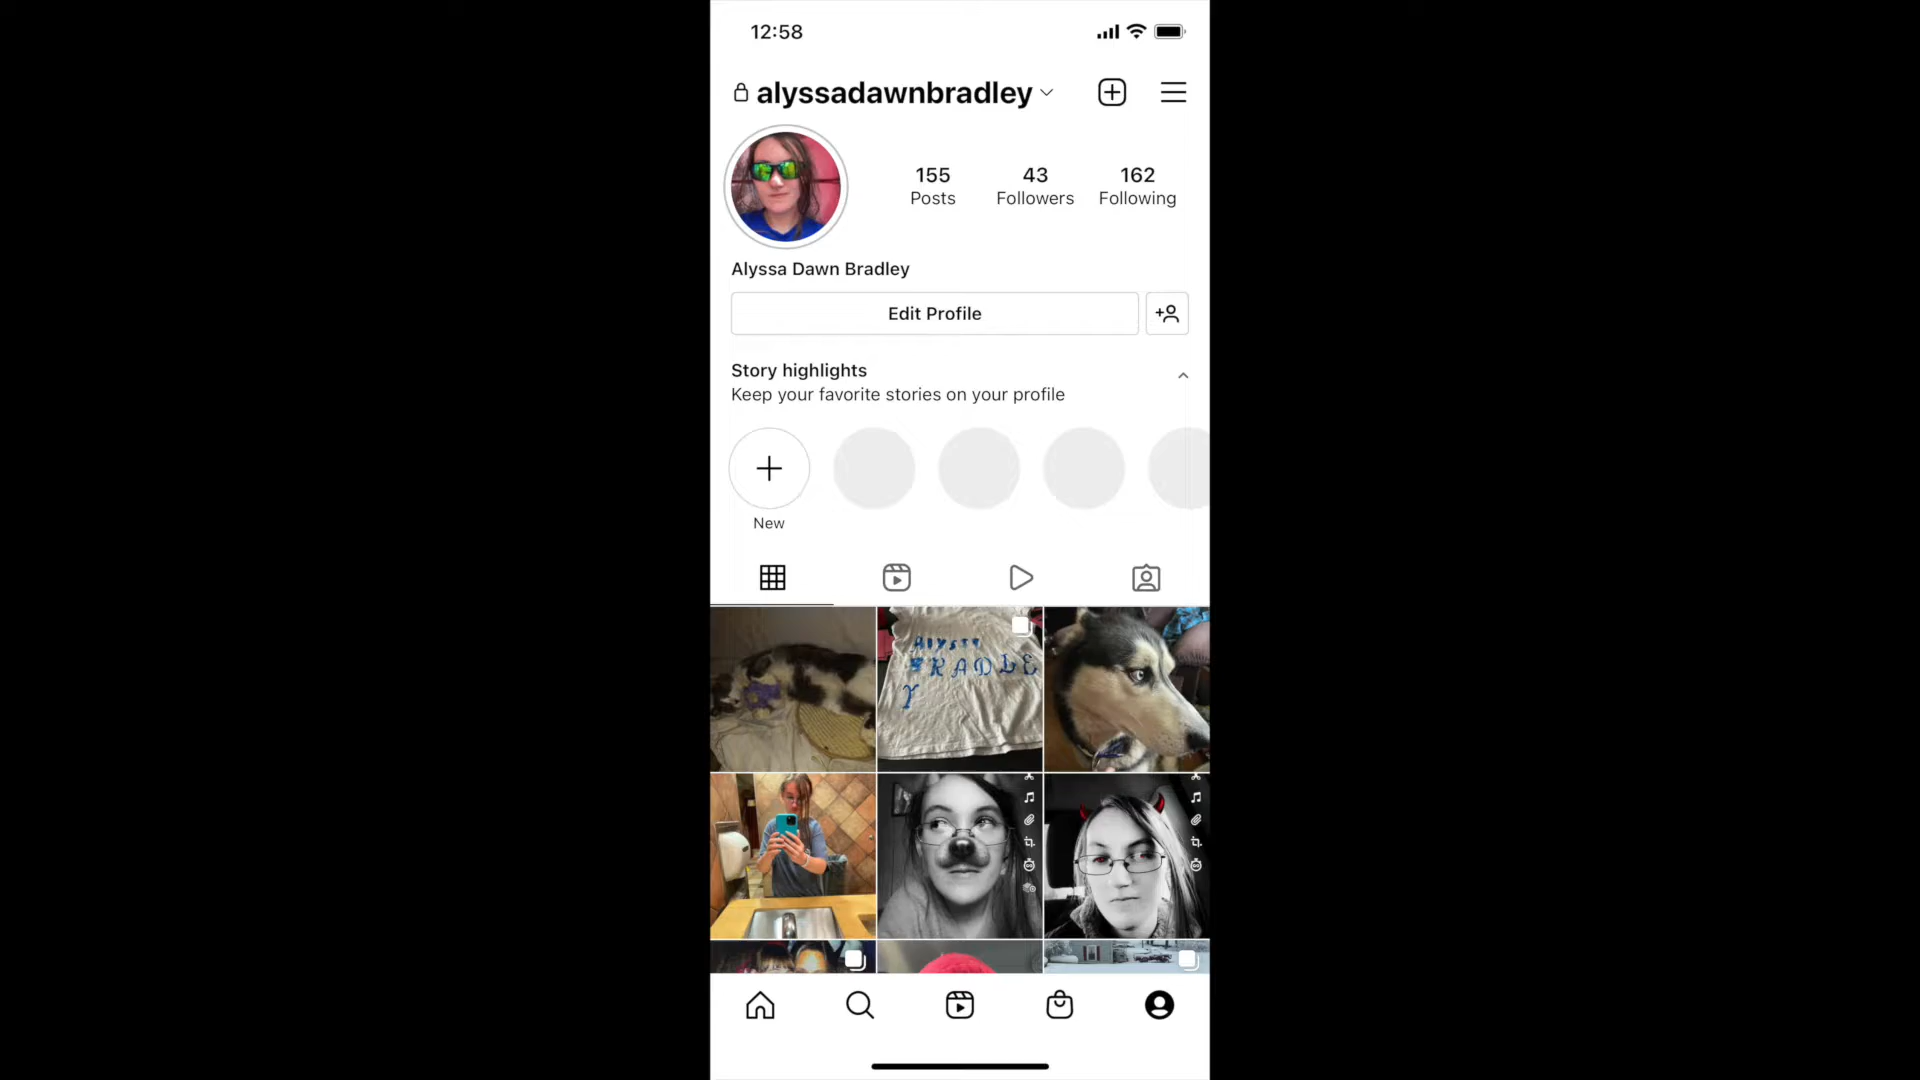 12:58
alyssadawnbradley
155 43 162
Posts Followers Following
Alyssa Dawn Bradley
Edit Profile
Story highlights
Keep your favorite stories on your profile
New
BRADLE
Y